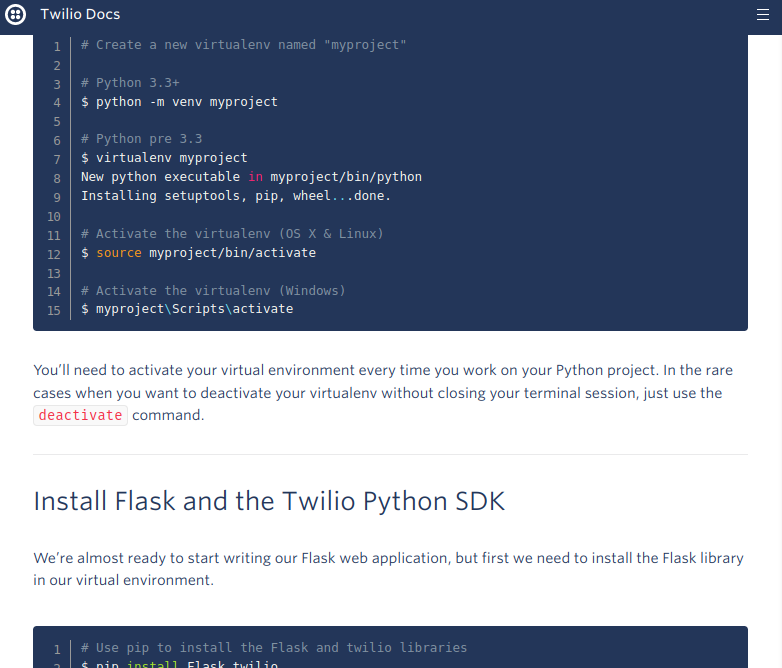 Twilio Docs
1 # Create a new virtualenv named "myproject"
2
3 # Python 3.3+
4 $ python -m venv myproject
5
6 # Python pre 3.3
7 $ virtualenv myproject
8 New python executable in myproject/bin/python
9 Installing setuptools, pip, wheel...done.
10
11 # Activate the virtualenv (OS X & Linux)
12 $ source myproject/bin/activate
13
14 # Activate the virtualenv (Windows)
15 $ myproject\Scripts\activate
You’ll need to activate your virtual environment every time you work on your Python project. In the rare
cases when you want to deactivate your virtualenv without closing your terminal session, just use the
deactivate command.
Install Flask and the Twilio Python SDK
We’re almost ready to start writing our Flask web application, but first we need to install the Flask library
in our virtual environment.
1 # Use pip to install the Flask and twilio libraries
2 $ pip install Flask twilio